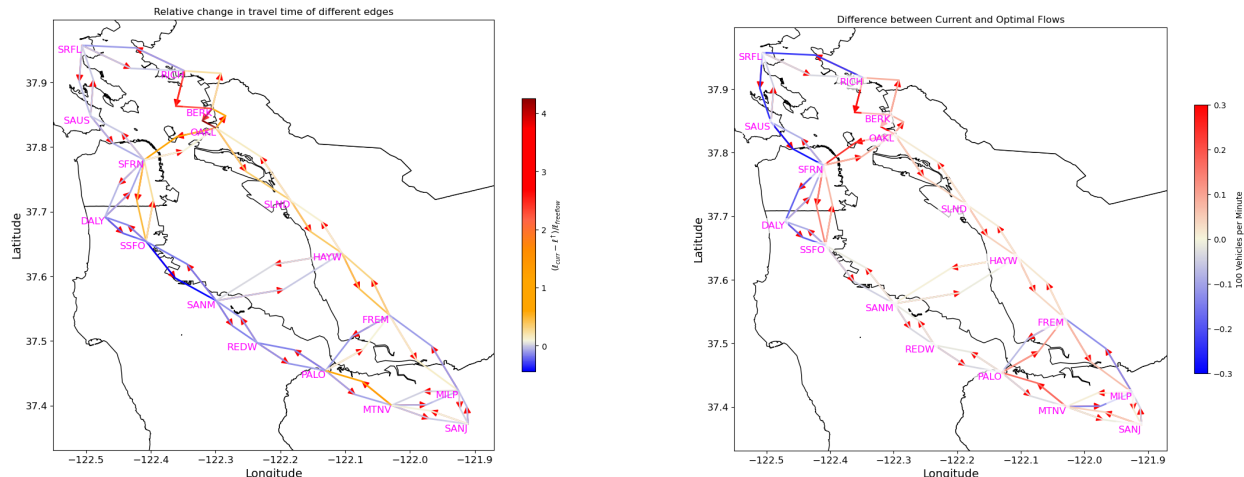 Relative change in travel time of different edges
SRFL
RICH
BERK
SAUS
OAKL
SFRN
SLND
DALY
SSFO
HAYW
SANM
FREM
REDW
PALO
MILP
MTNV
SANJ
37.9
37.8
37.7
37.6
37.5
37.4
Latitude
−122.5
−122.4
−122.3
−122.2
−122.1
−122.0
−121.9
Longitude
4
3
2
1
0
(ℓcurr − ℓ†)/ℓfreeflow
Difference between Current and Optimal Flows
SRFL
RICH
BERK
SAUS
OAKL
SFRN
SLND
DALY
SSFO
HAYW
SANM
FREM
REDW
PALO
MILP
MTNV
SANJ
37.9
37.8
37.7
37.6
37.5
37.4
Latitude
−122.5
−122.4
−122.3
−122.2
−122.1
−122.0
−121.9
Longitude
0.3
0.2
0.1
0.0
−0.1
−0.2
−0.3
100 Vehicles per Minute